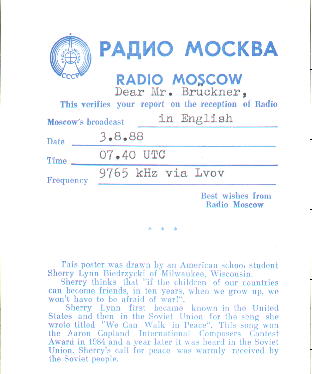 СССР
РАДИО МОСКВА
RADIO MOSCOW
Dear Mr. Bruckner,
This verifies your report on the reception of Radio
Moscow's broadcast in English
Date 3.8.88
Time 07.40 UTC
Frequency 9765 kHz via Lvov
Best wishes from
Radio Moscow
* * *
This poster was drawn by an American school student
Sherry Lynn Biedrzycki of Milwaukee, Wisconsin.
Sherry thinks that "if the children of our countries
can become friends, in ten years, when we grow up, we
won't have to be afraid of war!".
Sherry Lynn first became known in the United
States and then in the Soviet Union for the song she
wrote titled "We Can Walk in Peace". This song won
the Aaron Copland International Composers Contest
Award in 1984 and a year later it was heard in the Soviet
Union. Sherry's call for peace was warmly received by
the Soviet people.